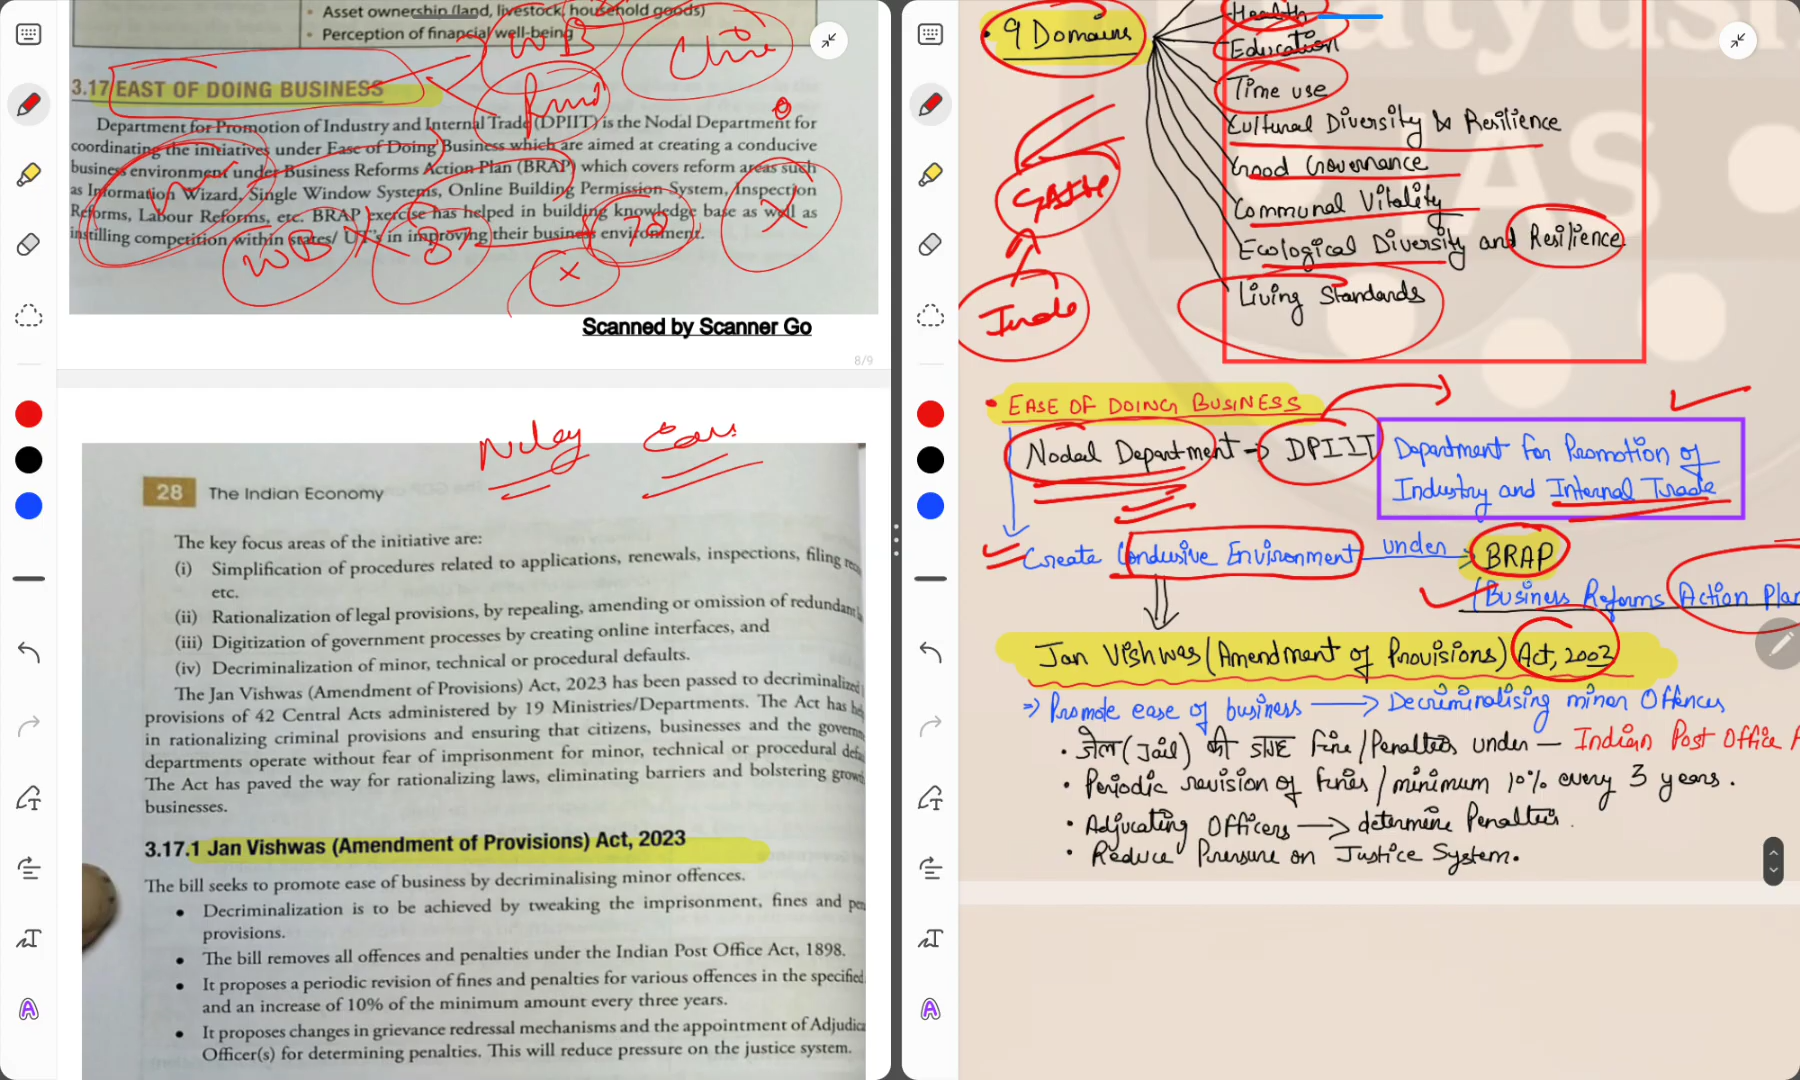 Asset ownership (land, livestock, household goods)
Perception of financial well-being
WB
3.17 EAST OF DOING BUSINESS
Department for Promotion of Industry and Internal Trade (DPIIT) is the Nodal Department for
coordinating the initiatives under Ease of Doing Business which are aimed at creating a conducive
business environment under Business Reforms Action Plan (BRAP) which covers reform areas such
as Information Wizard, Single Window Systems, Online Building Permission System, Inspection
Reforms, Labour Reforms, etc. BRAP exercise has helped in building knowledge base as well as
instilling competition within states/ UT's in improving their business environment.
WB
X
Scanned by Scanner Go
8/9
28 The Indian Economy
The key focus areas of the initiative are:
(i) Simplification of procedures related to applications, renewals, inspections, filing
etc.
(ii) Rationalization of legal provisions, by repealing, amending or omission of redundant
(iii) Digitization of government processes by creating online interfaces, and
(iv) Decriminalization of minor, technical or procedural defaults.
The Jan Vishwas (Amendment of Provisions) Act, 2023 has been passed to decriminalized
provisions of 42 Central Acts administered by 19 Ministries/Departments. The Act has
in rationalizing criminal provisions and ensuring that citizens, businesses and the
departments operate without fear of imprisonment for minor, technical or procedural
The Act has paved the way for rationalizing laws, eliminating barriers and bolstering
businesses.
3.17.1 Jan Vishwas (Amendment of Provisions) Act, 2023
The bill seeks to promote ease of business by decriminalising minor offences.
Decriminalization is to be achieved by tweaking the imprisonment, fines and
provisions.
The bill removes all offences and penalties under the Indian Post Office Act, 1898.
It proposes a periodic revision of fines and penalties for various offences in the specified
and an increase of 10% of the minimum amount every three years.
It proposes changes in grievance redressal mechanisms and the appointment of
Officer(s) for determining penalties. This will reduce pressure on the justice system.
9 Domains
Health
Education
Time use
Cultural Diversity & Resilience
Good Governance
Communal Vitality
Ecological Diversity and Resilience
Living Standards
AS
EASE OF DOING BUSINESS
Nodal Department → DPIIT
Department for Promotion of
Industry and Internal Trade
Create Condusive Environment under BRAP
(Business Reforms Action Plan
Jan Vishwas (Amendment of Provisions) Act, 2002
⇒ Promote ease of business → Decriminalising minor Offences
जेल (Jail) की जगह Fine/Penalties under — Indian Post Office
Periodic revision of fines / minimum 10% every 3 years.
Adjucating Officers → determine Penalties.
Reduce Pressure on Justice System.